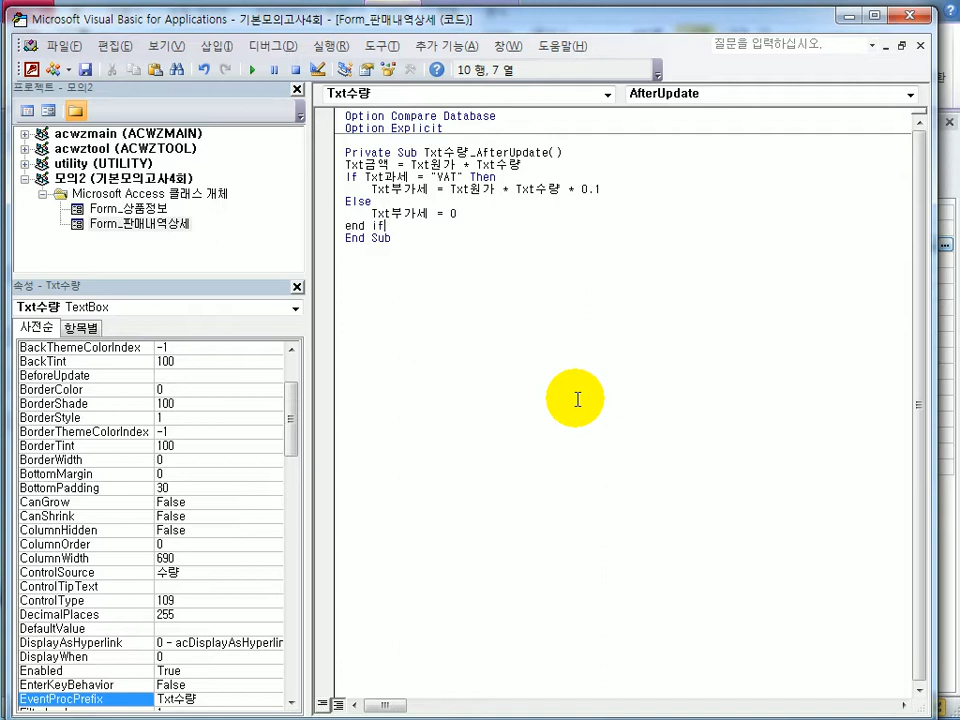 Microsoft Visual Basic for Applications - 기본모의고사4회 - [Form_판매내역상세 (코드)]
파일(F) 편집(E) 보기(V) 삽입(I) 디버그(D) 실행(R) 도구(T) 추가 기능(A) 창(W) 도움말(H) 질문을 입력하십시오.
10 행, 7 열
프로젝트 - 모의2
acwzmain (ACWZMAIN)
acwztool (ACWZTOOL)
utility (UTILITY)
모의2 (기본모의고사4회)
Microsoft Access 클래스 개체
Form_상품정보
Form_판매내역상세
속성 - Txt수량
Txt수량 TextBox
사전순 항목별
BackThemeColorIndex -1
BackTint 100
BeforeUpdate
BorderColor 0
BorderShade 100
BorderStyle 1
BorderThemeColorIndex -1
BorderTint 100
BorderWidth 0
BottomMargin 0
BottomPadding 30
CanGrow False
CanShrink False
ColumnHidden False
ColumnOrder 0
ColumnWidth 690
ControlSource 수량
ControlTipText
ControlType 109
DecimalPlaces 255
DefaultValue
DisplayAsHyperlink 0 - acDisplayAsHyperlin
DisplayWhen 0
Enabled True
EnterKeyBehavior False
EventProcPrefix Txt수량
Txt수량 AfterUpdate
Option Compare Database
Option Explicit
Private Sub Txt수량_AfterUpdate()
Txt금액 = Txt원가 * Txt수량
If Txt과세 = "VAT" Then
Txt부가세 = Txt원가 * Txt수량 * 0.1
Else
Txt부가세 = 0
end if
End Sub